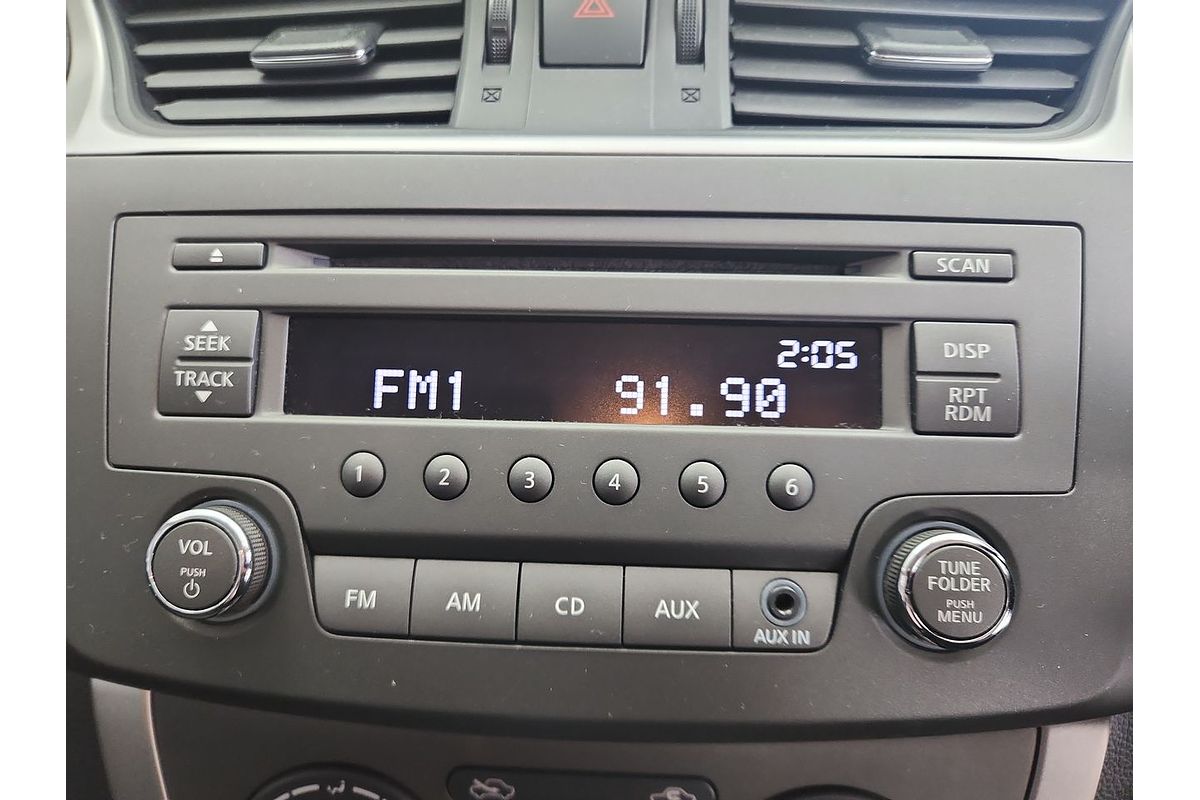 SCAN
SEEK
TRACK
2:05
FM1 91.90
DISP
RPT
RDM
1 2 3 4 5 6
VOL
PUSH
FM AM CD AUX
AUX IN
TUNE
FOLDER
PUSH
MENU